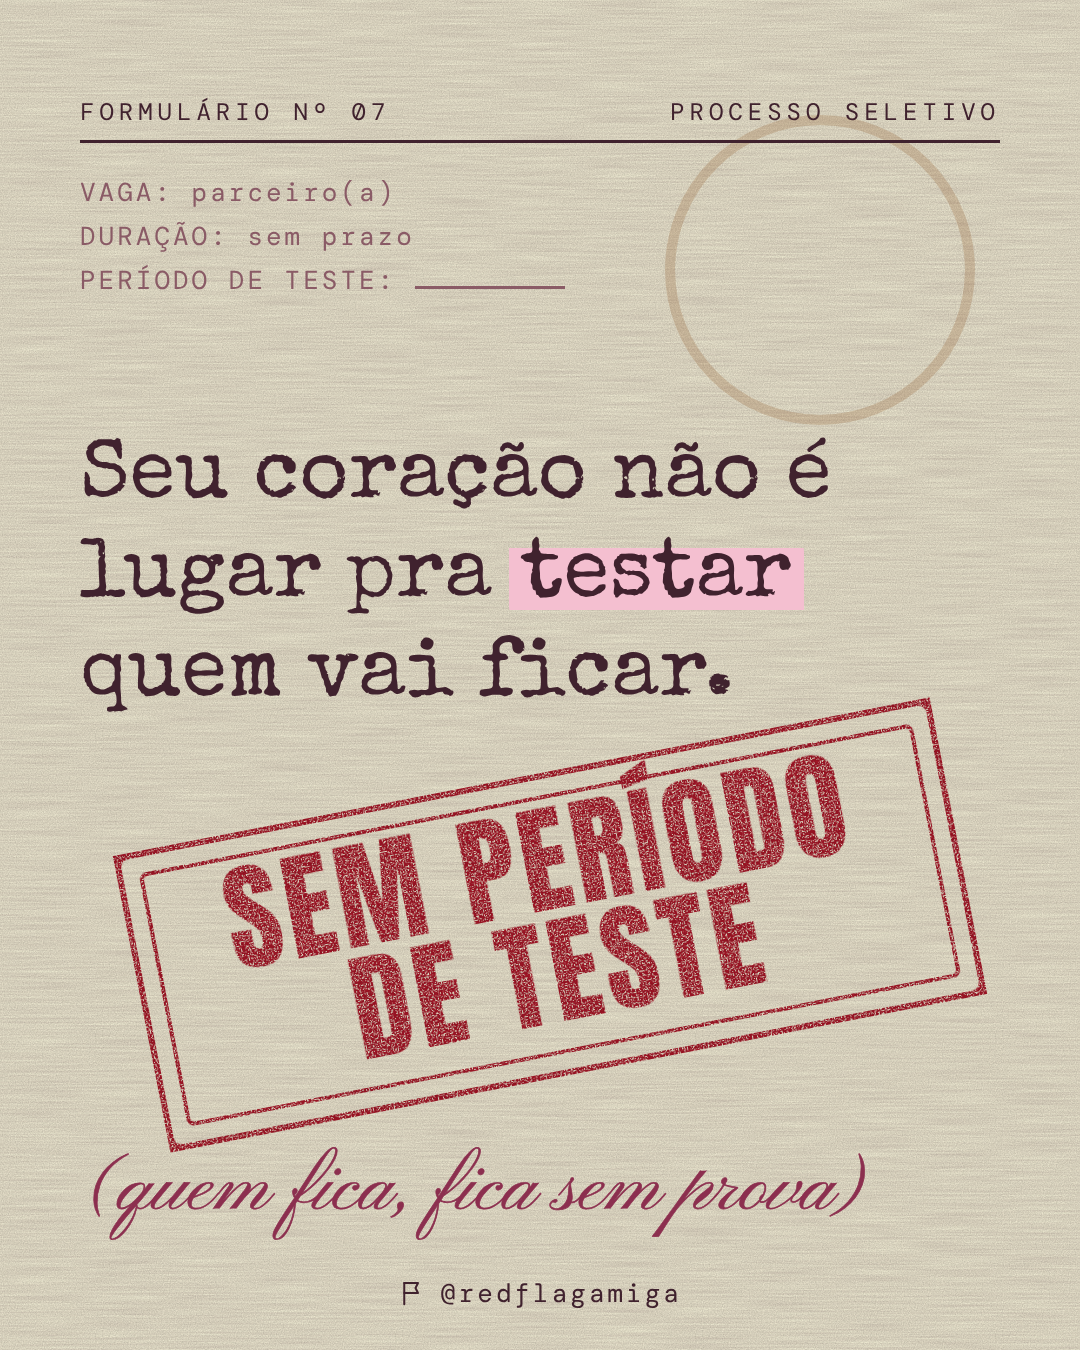 FORMULÁRIO Nº 07
PROCESSO SELETIVO
VAGA: parceiro(a)
DURAÇÃO: sem prazo
PERÍODO DE TESTE:
Seu coração não é
lugar pra testar
quem vai ficar.
SEM PERÍODO
DE TESTE
(quem fica, fica sem prova)
@redflagamiga